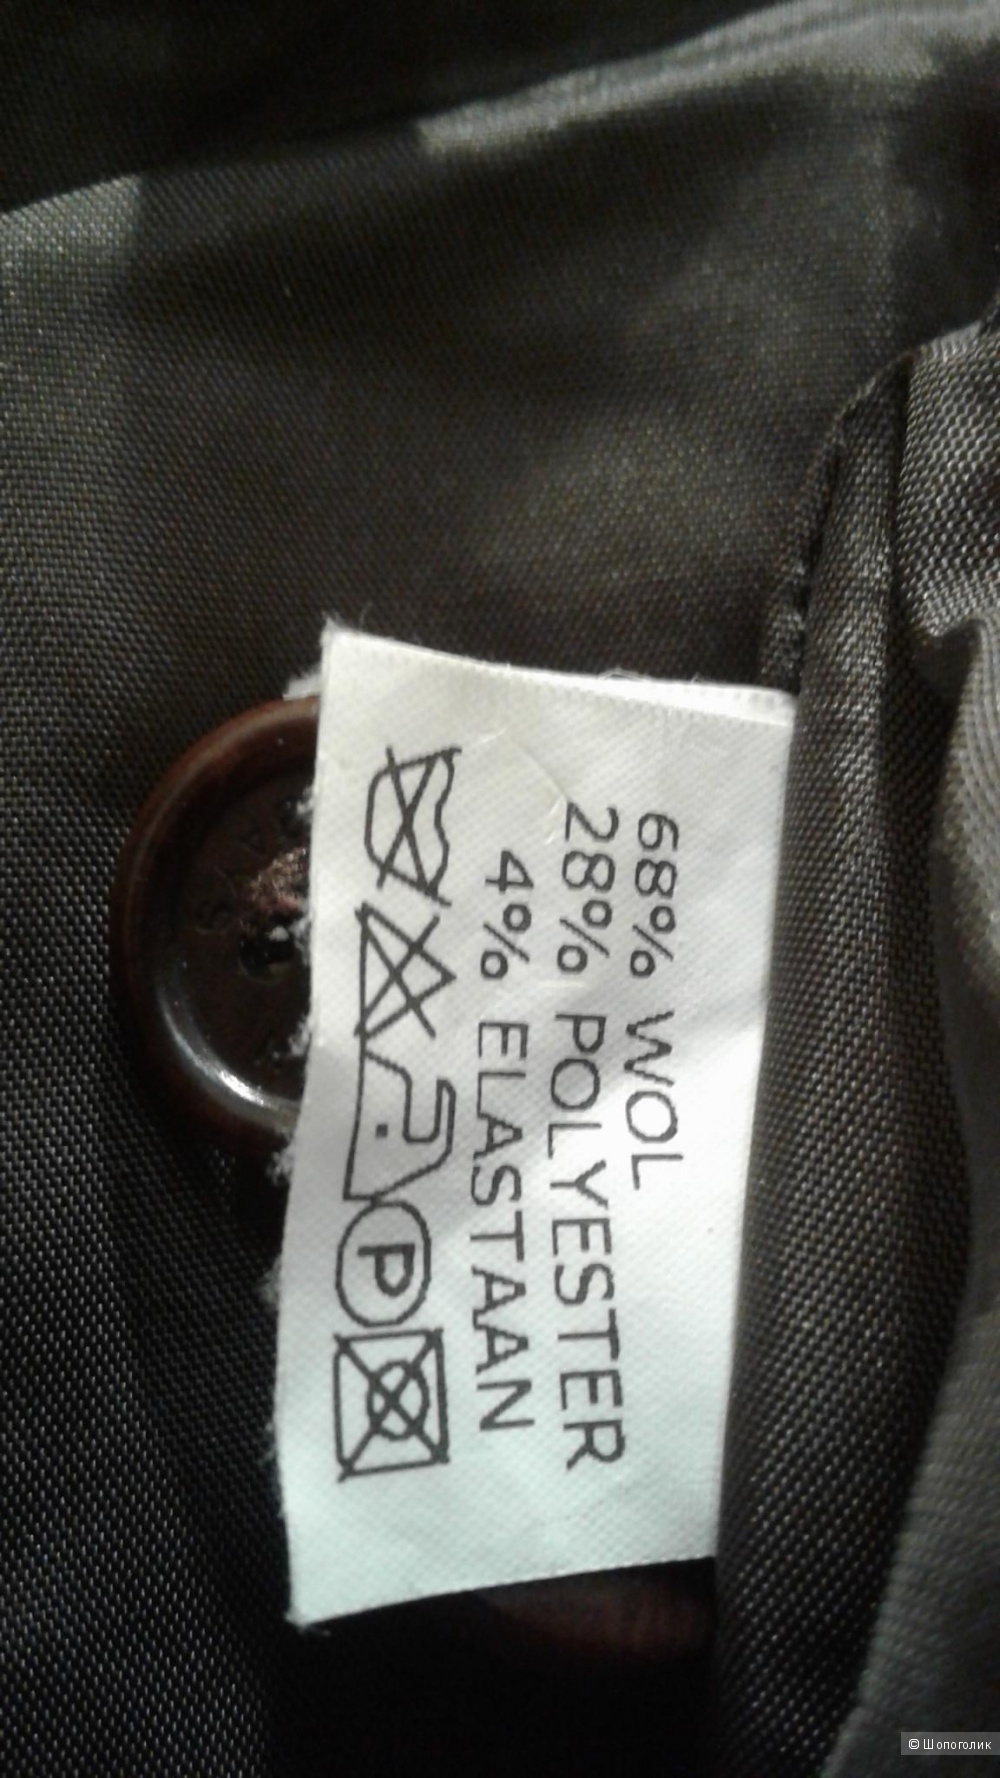 68% WOL
28% POLYESTER
4% ELASTAAN
P
© Шопоголик